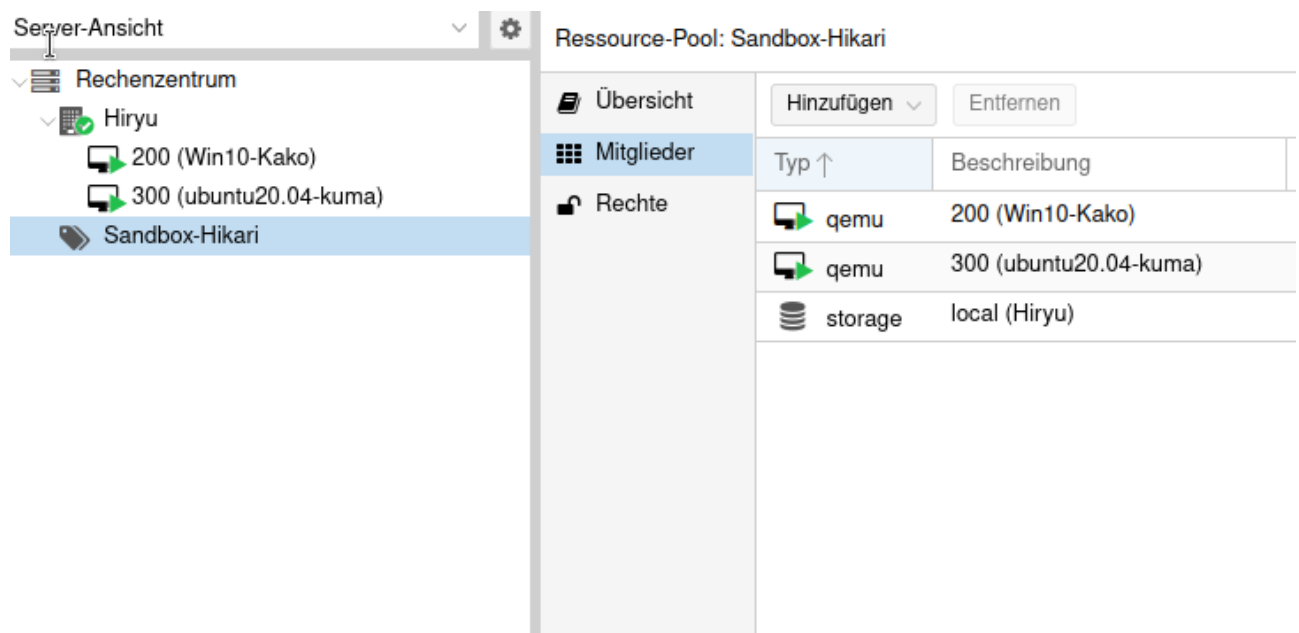 Server-Ansicht
Rechenzentrum
Hiryu
200 (Win10-Kako)
300 (ubuntu20.04-kuma)
Sandbox-Hikari
Ressource-Pool: Sandbox-Hikari
Übersicht
Mitglieder
Rechte
Hinzufügen Entfernen
Typ ↑ Beschreibung
qemu 200 (Win10-Kako)
qemu 300 (ubuntu20.04-kuma)
storage local (Hiryu)